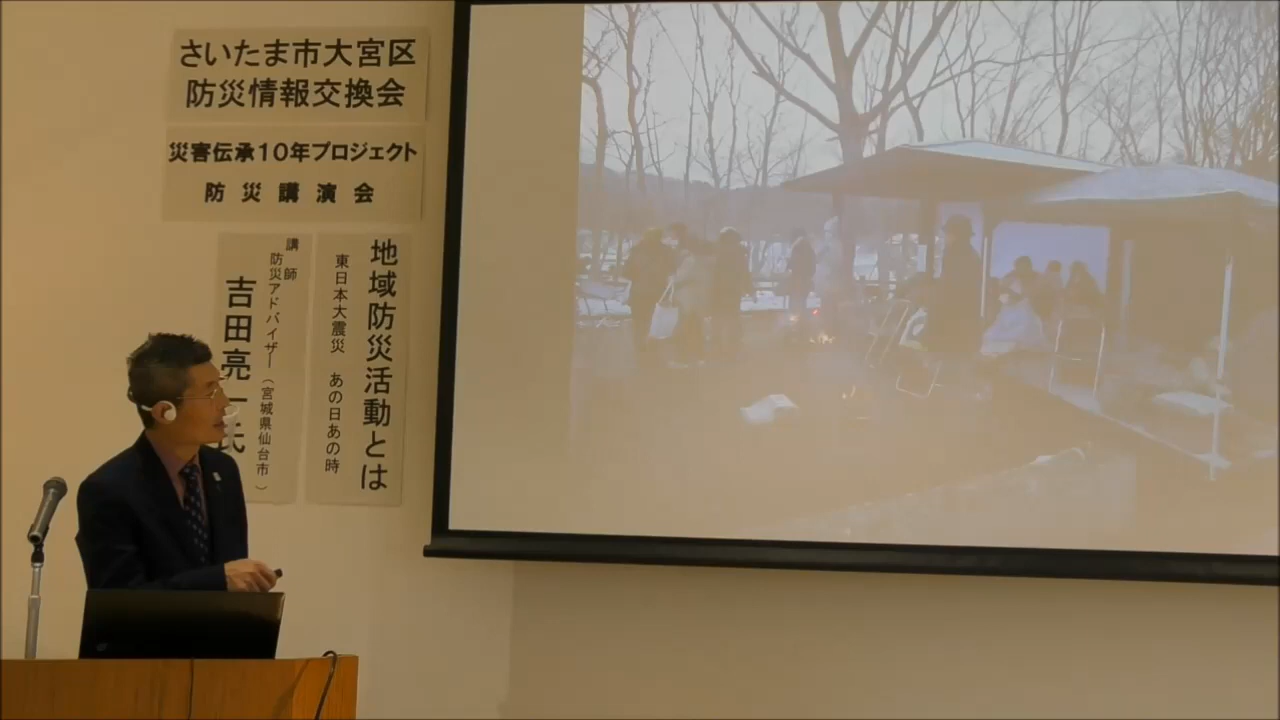 さいたま市大宮区
防災情報交換会
災害伝承10年プロジェクト
防災講演会
地域防災活動とは
東日本大震災 あの日あの時
講師
防災アドバイザー（宮城県仙台市）
吉田亮一氏